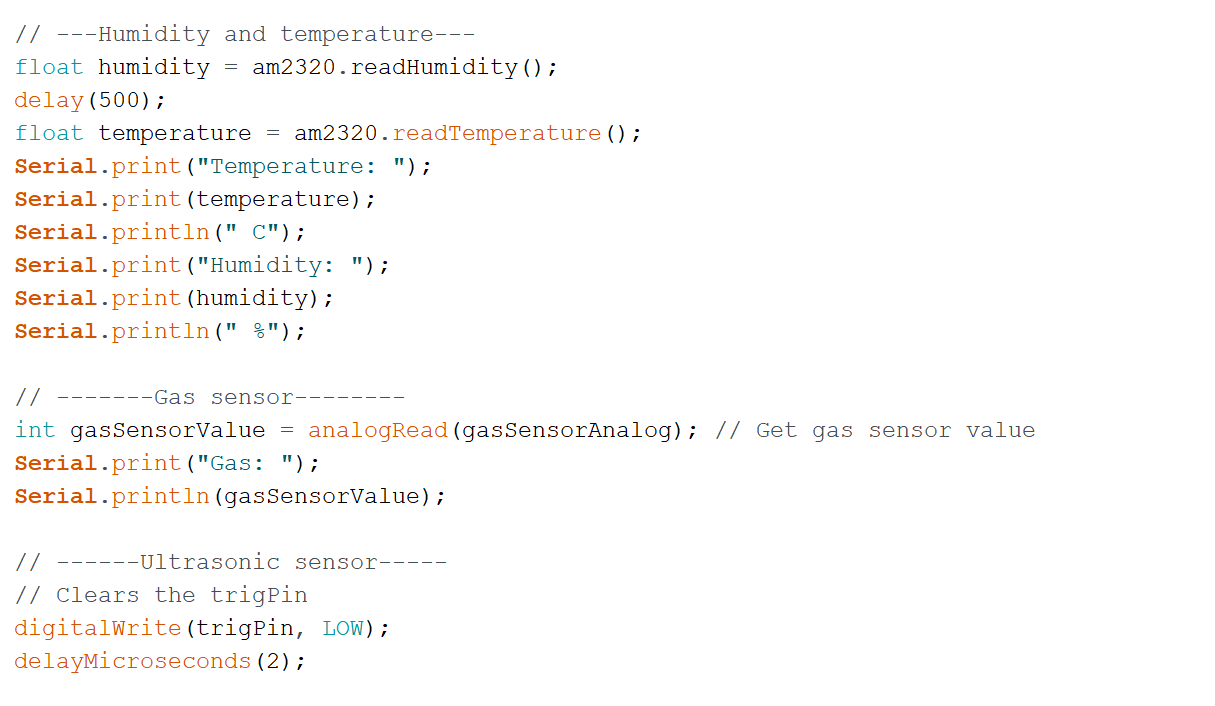 // ---Humidity and temperature---
float humidity = am2320.readHumidity();
delay(500);
float temperature = am2320.readTemperature();
Serial.print("Temperature: ");
Serial.print(temperature);
Serial.println(" C");
Serial.print("Humidity: ");
Serial.print(humidity);
Serial.println(" %");
// -------Gas sensor--------
int gasSensorValue = analogRead(gasSensorAnalog); // Get gas sensor value
Serial.print("Gas: ");
Serial.println(gasSensorValue);
// ------Ultrasonic sensor-----
// Clears the trigPin
digitalWrite(trigPin, LOW);
delayMicroseconds(2);